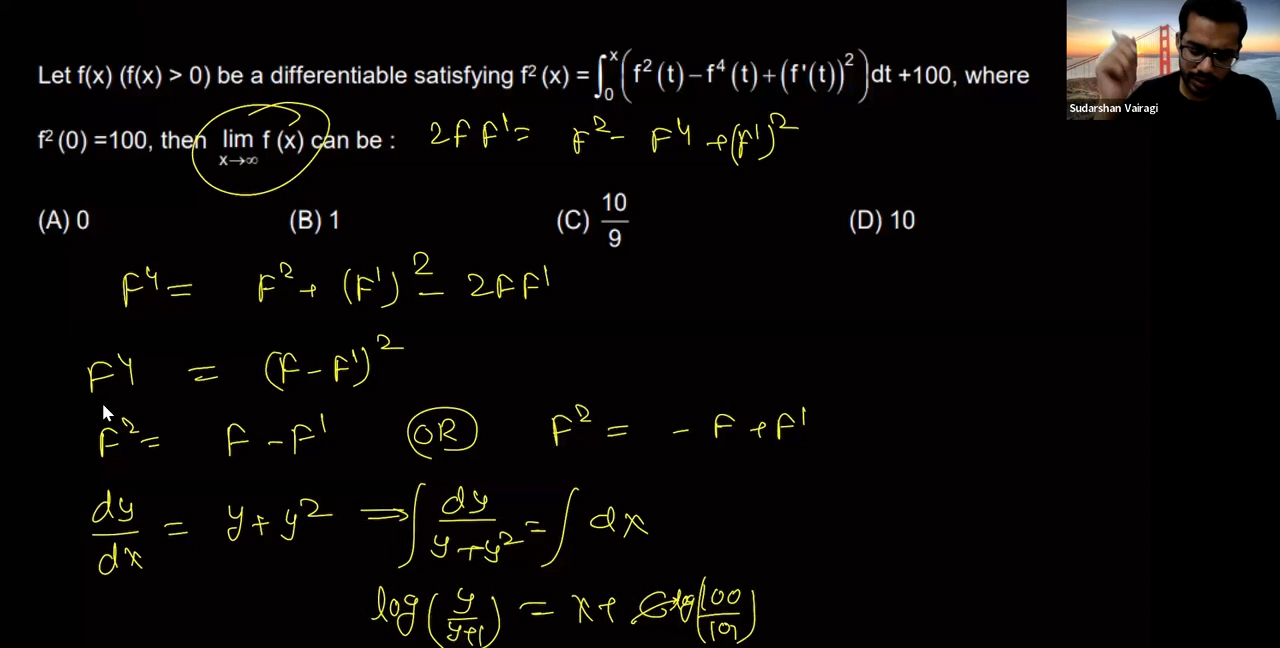 Let f(x) (f(x) > 0) be a differentiable satisfying f² (x) = ∫₀ˣ (f² (t) – f⁴ (t) + (f'(t))²) dt +100, where
Sudarshan Vairagi
f² (0) =100, then lim x→∞ f (x) can be : 2f f' = f² – f⁴ + (f')²
(A) 0 (B) 1 (C) 10/9 (D) 10
F⁴ = F² + (F')² – 2FF'
F⁴ = (F – F')²
F² = F – F' OR F² = – F + F'
dy/dx = y + y² ⇒ ∫ dy/(y + y²) = ∫ dx
log(y/(y+1)) = x + log(100/101)